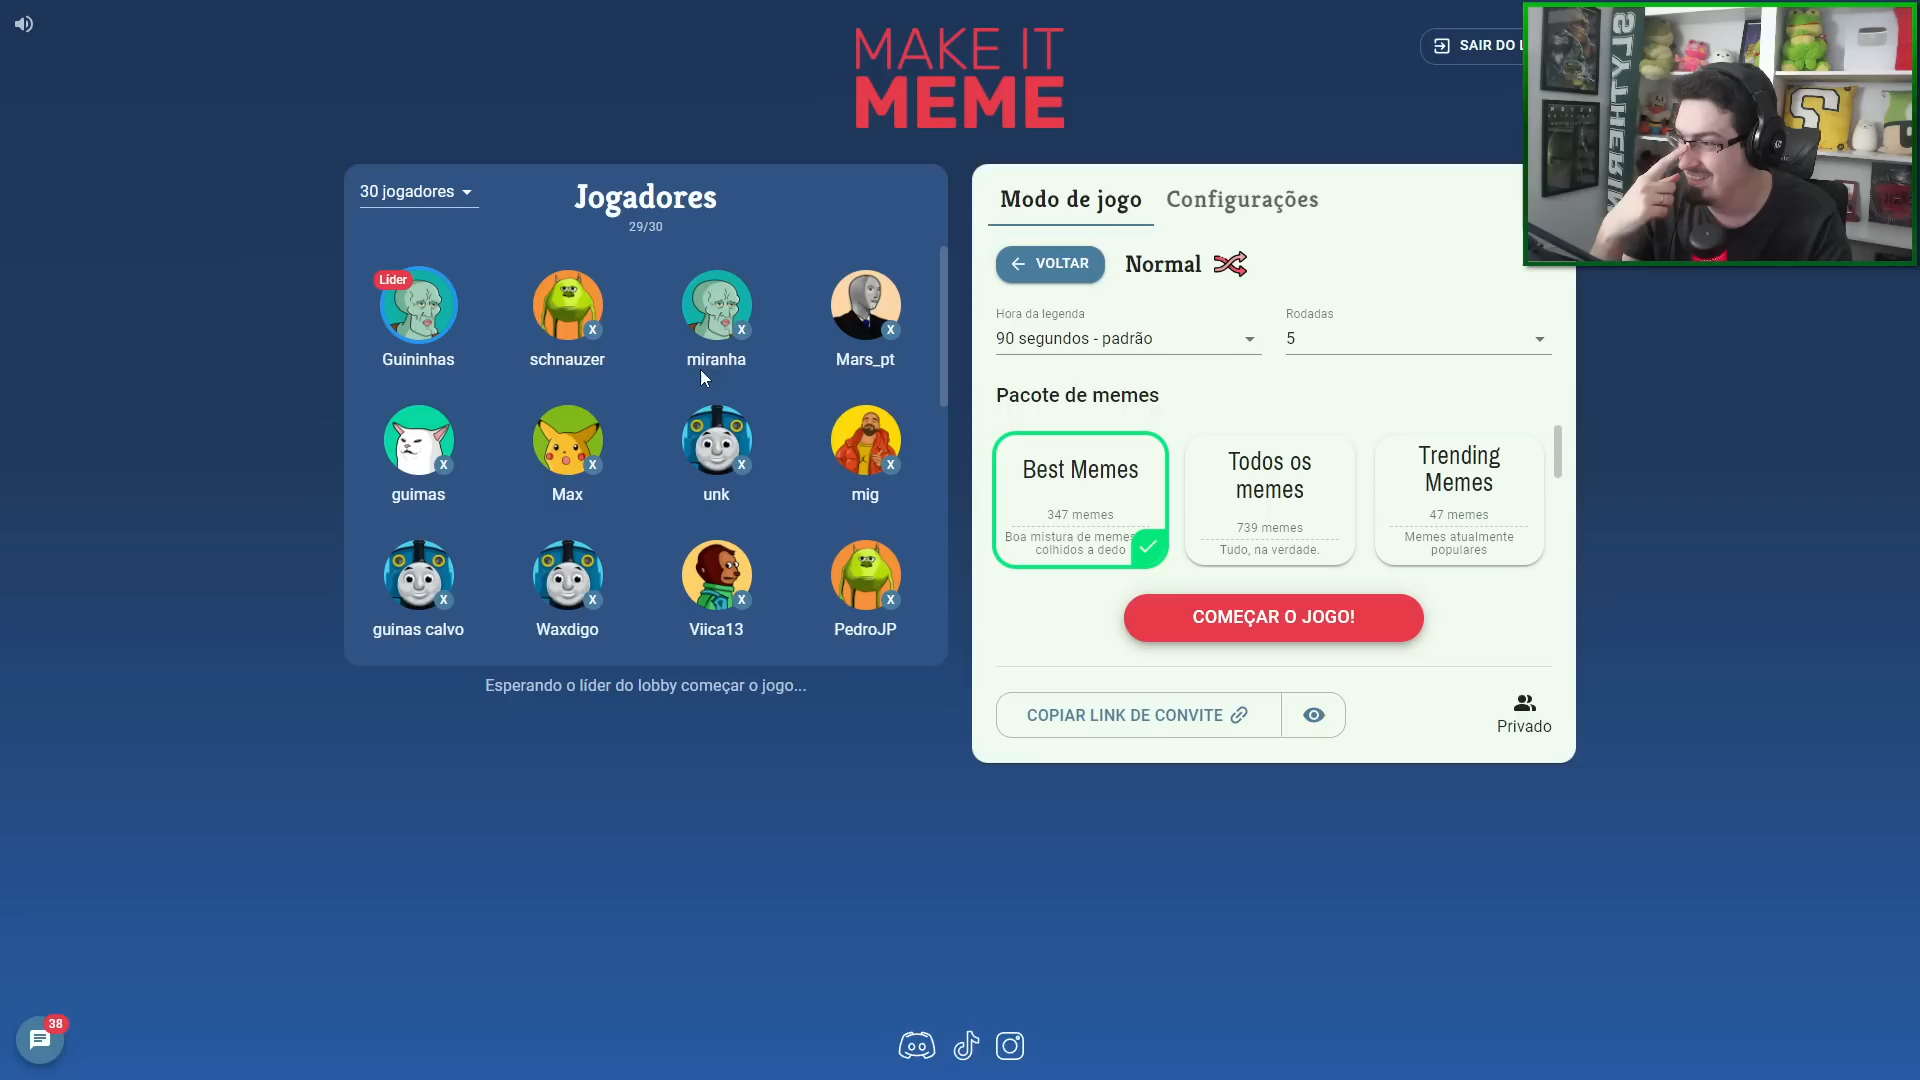 MAKE IT
MEME
SAIR DO L
SLYTHERIN
30 jogadores
Jogadores
29/30
Líder
Guininhas
X
schnauzer
X
miranha
X
Mars_pt
X
guimas
X
Max
X
unk
X
mig
X
guinas calvo
X
Waxdigo
X
Viica13
X
PedroJP
Esperando o líder do lobby começar o jogo...
Modo de jogo
Configurações
VOLTAR
Normal
Hora da legenda
90 segundos - padrão
Rodadas
5
Pacote de memes
Best Memes
347 memes
Boa mistura de memes
colhidos a dedo
Todos os
memes
739 memes
Tudo, na verdade.
Trending
Memes
47 memes
Memes atualmente
populares
COMEÇAR O JOGO!
COPIAR LINK DE CONVITE
Privado
38